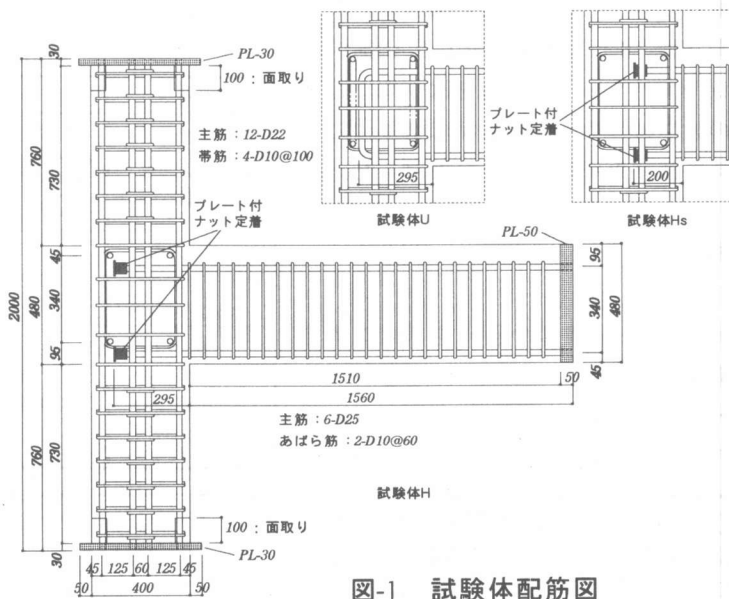 PL-30
100 : 面取り
主筋 : 12-D22
帯筋 : 4-D10@100
プレート付
ナット定着
295
試験体U
プレート付
ナット定着
200
試験体Hs
PL-50
30
760
730
45
2000
480
340
95
760
730
30
95
340
480
45
1510
50
295
1560
主筋 : 6-D25
あばら筋 : 2-D10@60
試験体H
100 : 面取り
PL-30
45 125 60 125 45
50 400 50
図-1 試験体配筋図